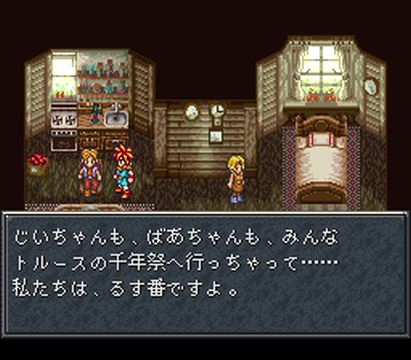 じいちゃんも、ばあちゃんも、みんな
トルースの千年祭へ行っちゃって……
私たちは、るす番ですよ。